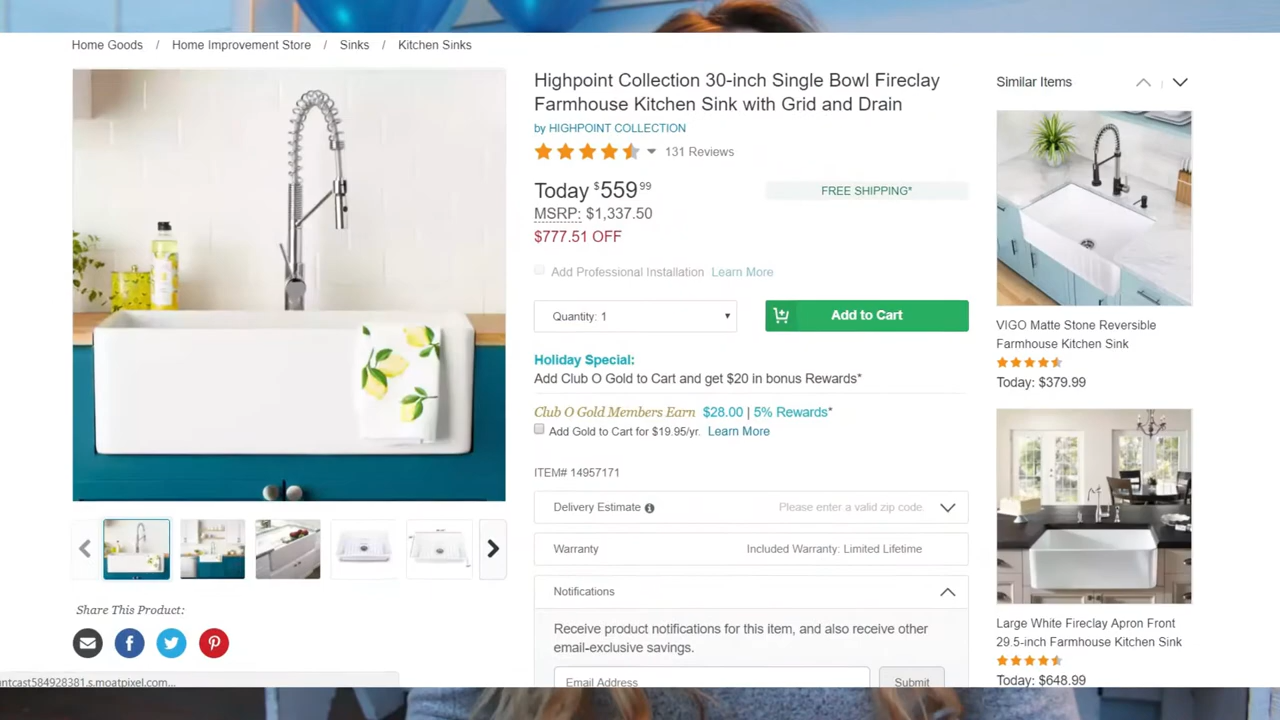 Home Goods / Home Improvement Store / Sinks / Kitchen Sinks
Highpoint Collection 30-inch Single Bowl Fireclay
Farmhouse Kitchen Sink with Grid and Drain
by HIGHPOINT COLLECTION
131 Reviews
Today $559.99
FREE SHIPPING*
MSRP: $1,337.50
$777.51 OFF
Add Professional Installation Learn More
Quantity: 1
Add to Cart
Holiday Special:
Add Club O Gold to Cart and get $20 in bonus Rewards*
Club O Gold Members Earn $28.00 | 5% Rewards*
Add Gold to Cart for $19.95/yr. Learn More
ITEM# 14957171
Delivery Estimate Please enter a valid zip code
Warranty Included Warranty: Limited Lifetime
Notifications
Receive product notifications for this item, and also receive other
email-exclusive savings.
Email Address Submit
Share This Product:
antcast584928381.s.moatpixel.com...
Similar Items
VIGO Matte Stone Reversible
Farmhouse Kitchen Sink
Today: $379.99
Large White Fireclay Apron Front
29.5-inch Farmhouse Kitchen Sink
Today: $648.99